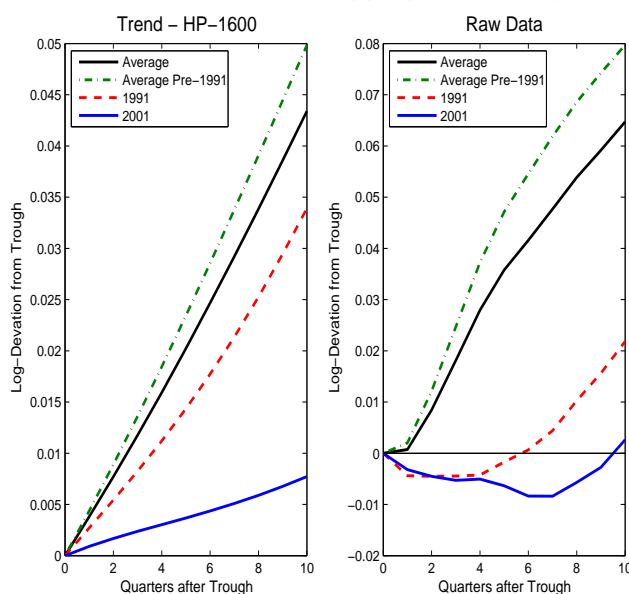 Trend − HP−1600
0.05
0.045
0.04
0.035
0.03
0.025
0.02
0.015
0.01
0.005
0
Log−Devation from Trough
Average
Average Pre−1991
1991
2001
0 2 4 6 8 10
Quarters after Trough
Raw Data
0.08
0.07
0.06
0.05
0.04
0.03
0.02
0.01
0
−0.01
−0.02
Log−Devation from Trough
Average
Average Pre−1991
1991
2001
0 2 4 6 8 10
Quarters after Trough